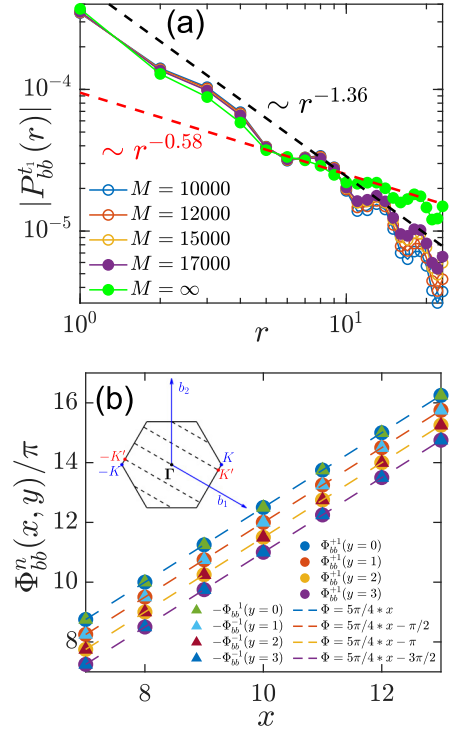 (a)
|P_{bb}^{t_1}(r)|
10^{-4}
10^{-5}
∼ r^{-1.36}
∼ r^{-0.58}
M = 10000
M = 12000
M = 15000
M = 17000
M = ∞
10^0
10^1
r
(b)
Φ_{bb}^{n}(x, y)/π
16
14
12
10
8
b_2
-K′
-K
K
K′
Γ
b_1
Φ_{bb}^{+1}(y = 0)
Φ_{bb}^{+1}(y = 1)
Φ_{bb}^{+1}(y = 2)
Φ_{bb}^{+1}(y = 3)
-Φ_{bb}^{-1}(y = 0)
-Φ_{bb}^{-1}(y = 1)
-Φ_{bb}^{-1}(y = 2)
-Φ_{bb}^{-1}(y = 3)
Φ = 5π/4 * x
Φ = 5π/4 * x - π/2
Φ = 5π/4 * x - π
Φ = 5π/4 * x - 3π/2
8
10
12
x